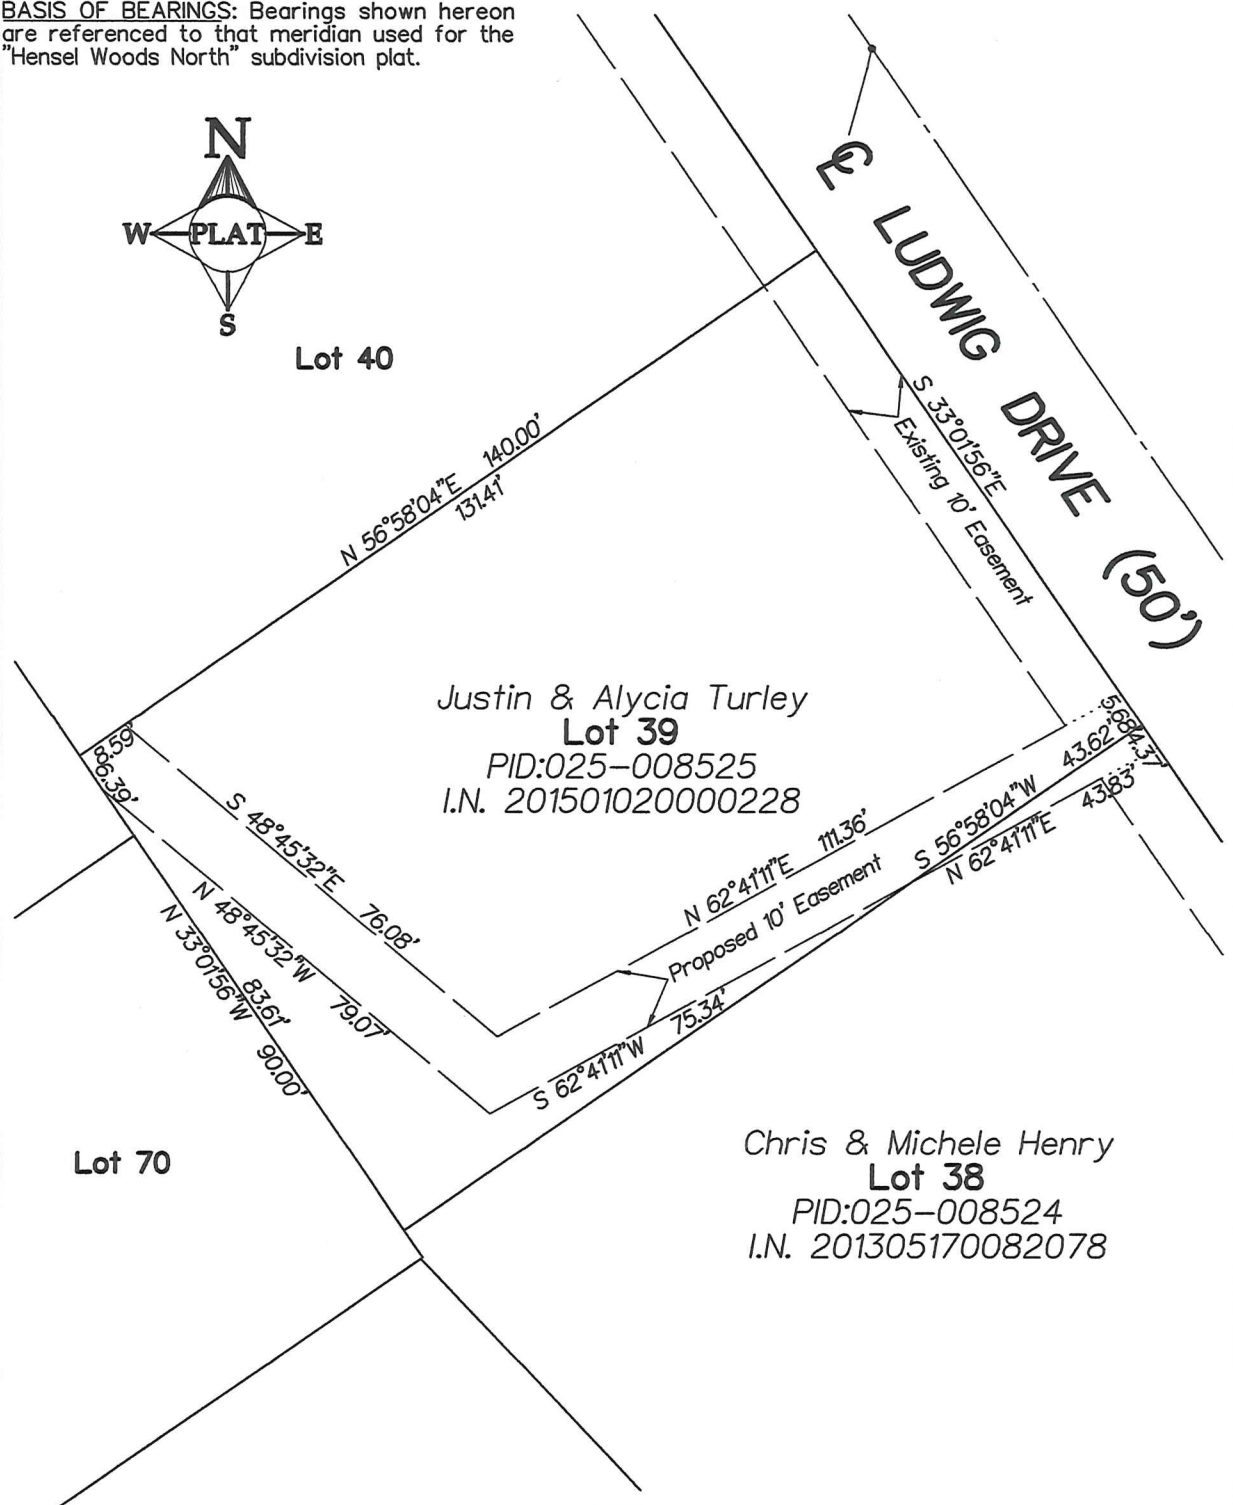 BASIS OF BEARINGS: Bearings shown hereon
are referenced to that meridian used for the
"Hensel Woods North" subdivision plat.
N
W PLAT E
S
℄ LUDWIG DRIVE (50')
Lot 40
S 33°01'56"E
Existing 10' Easement
N 56°58'04"E 140.00'
131.41'
Justin & Alycia Turley
Lot 39
PID:025-008525
I.N. 201501020000228
8.59'
6.39'
S 48°45'32"E 76.08'
N 48°45'32"W 79.07'
N 33°01'56"W 90.00'
83.61'
N 62°41'11"E 111.36'
Proposed 10' Easement
S 62°41'11"W 75.34'
S 56°58'04"W 43.62'
N 62°41'11"E 43.83'
5.68'
4.37'
Lot 70
Chris & Michele Henry
Lot 38
PID:025-008524
I.N. 201305170082078